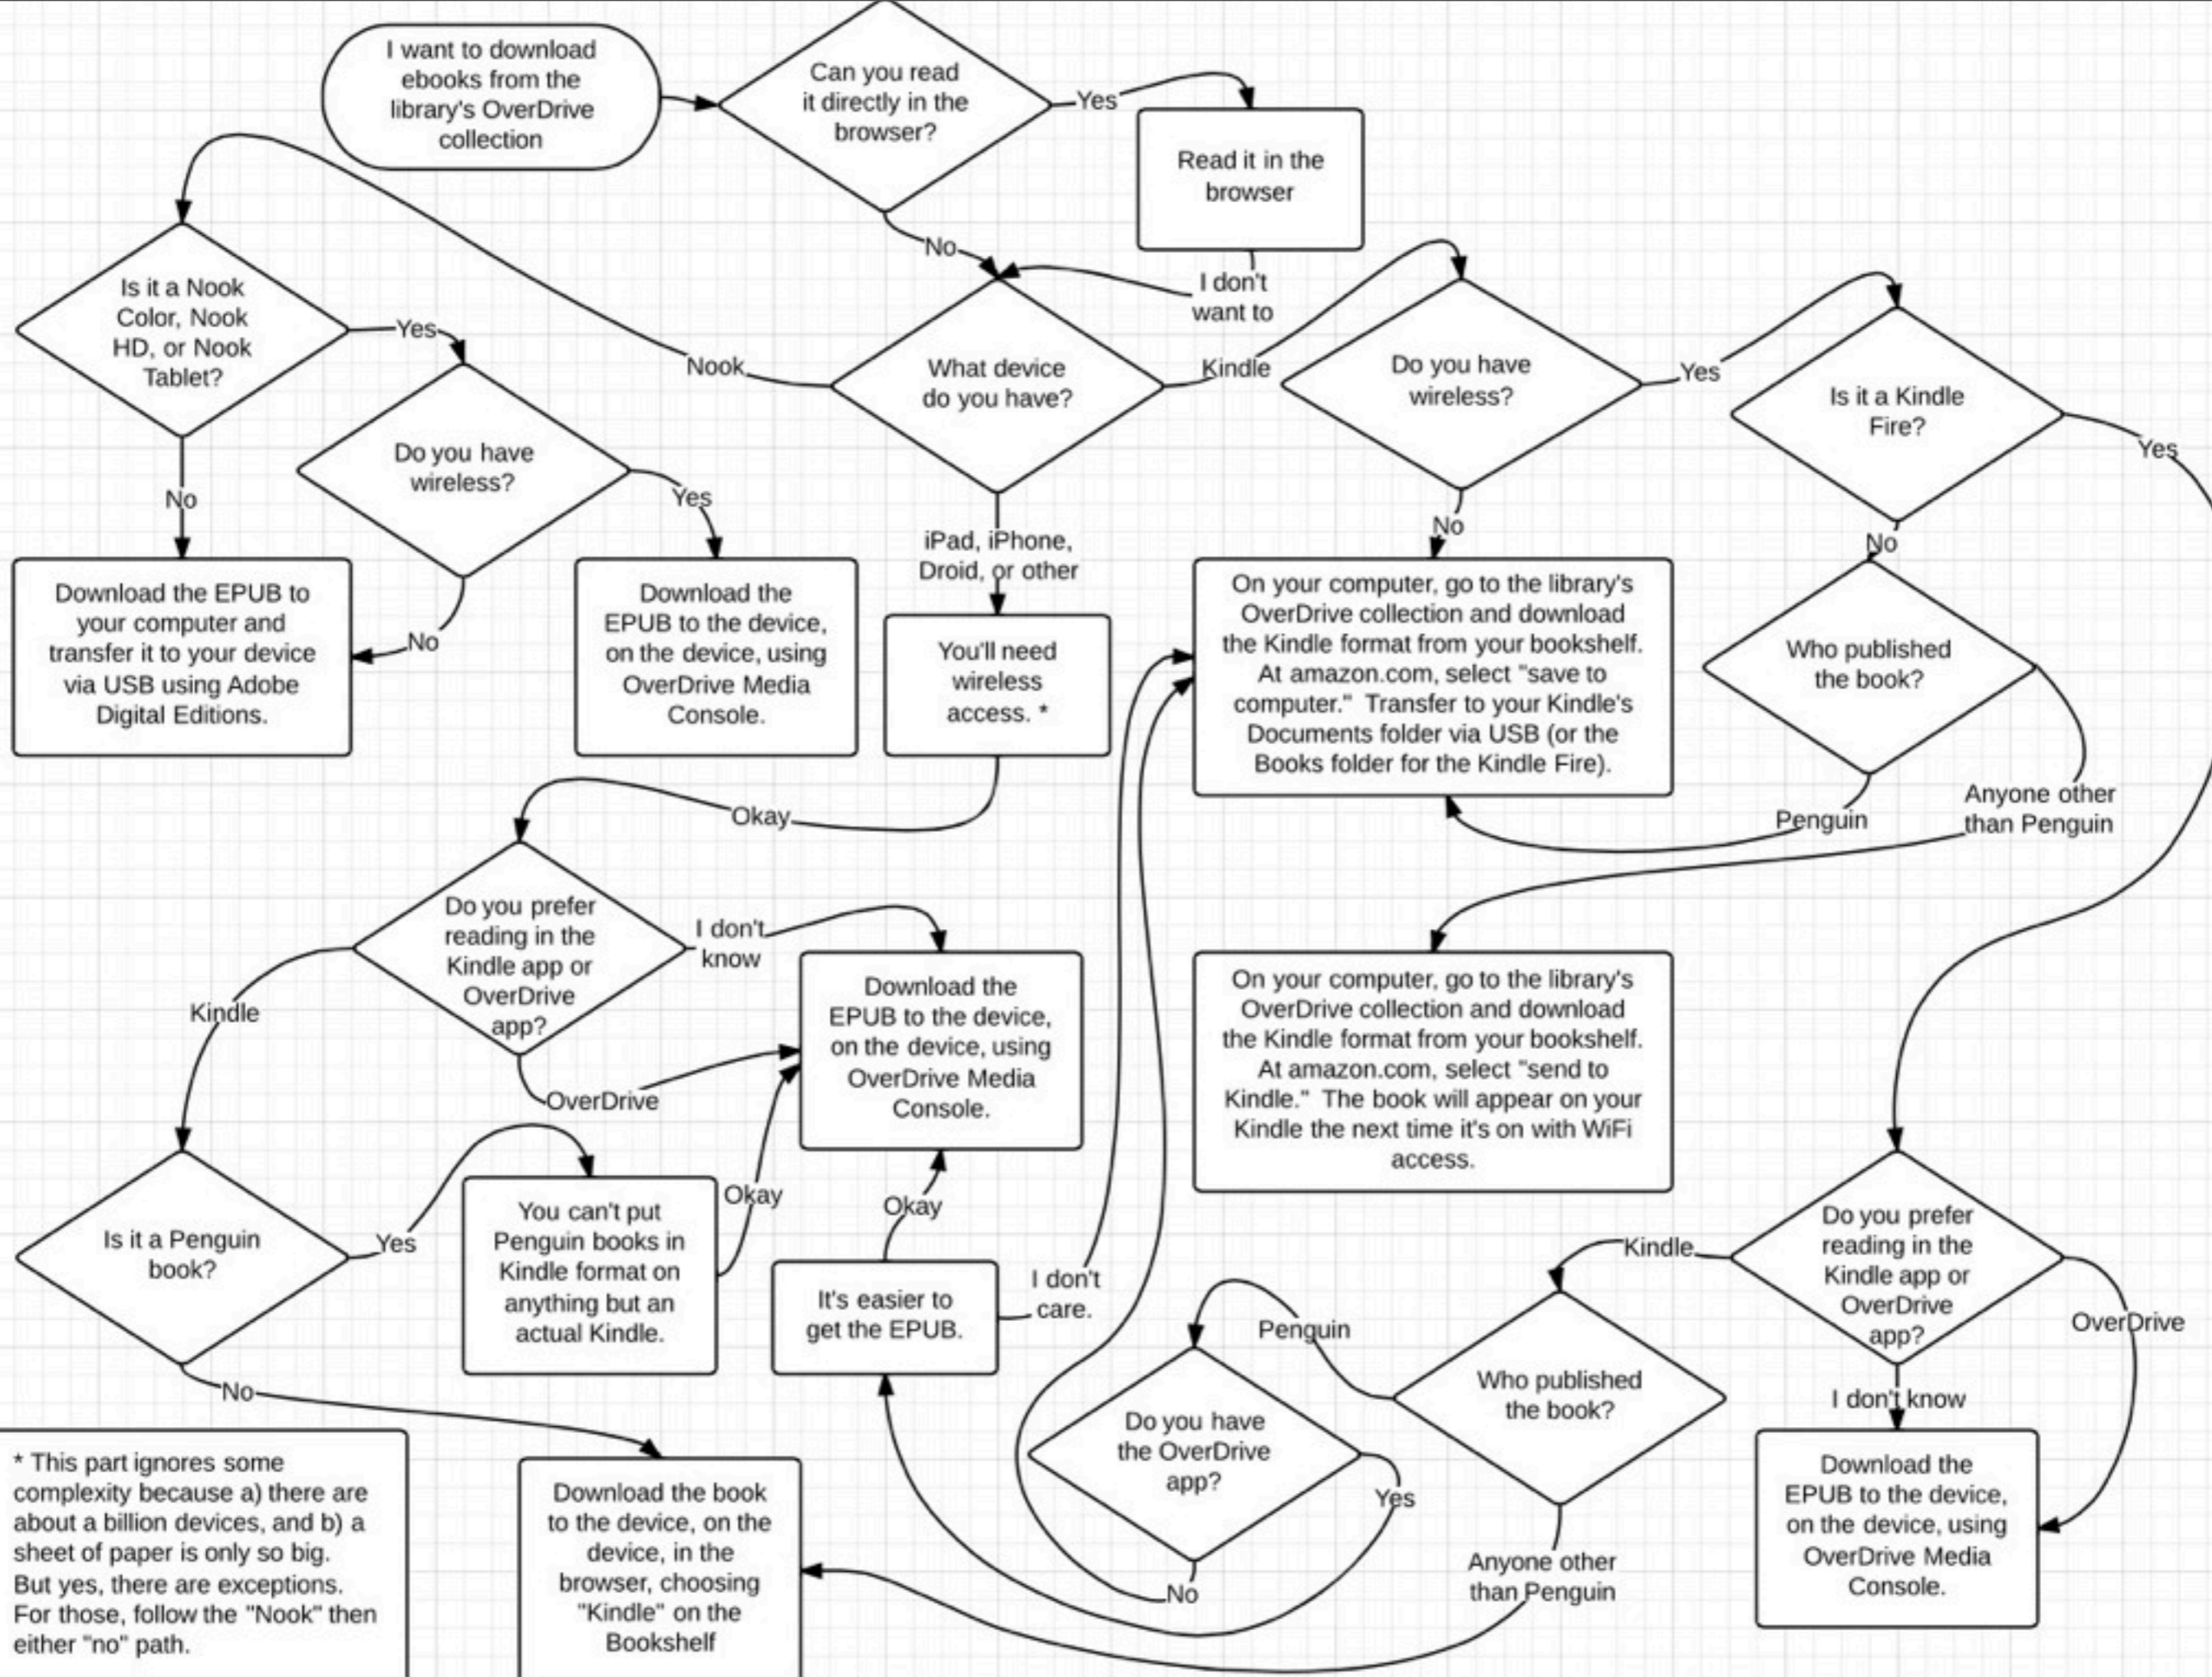 I want to download
ebooks from the
library's OverDrive
collection
Can you read
it directly in the
browser?
Yes
Read it in the
browser
No
I don't
want to
What device
do you have?
Nook
Kindle
Is it a Nook
Color, Nook
HD, or Nook
Tablet?
Yes
No
Do you have
wireless?
Yes
No
Download the EPUB to
your computer and
transfer it to your device
via USB using Adobe
Digital Editions.
Download the
EPUB to the device,
on the device, using
OverDrive Media
Console.
iPad, iPhone,
Droid, or other
You'll need
wireless
access. *
Okay
Do you have
wireless?
Yes
No
Is it a Kindle
Fire?
Yes
No
On your computer, go to the library's
OverDrive collection and download
the Kindle format from your bookshelf.
At amazon.com, select "save to
computer." Transfer to your Kindle's
Documents folder via USB (or the
Books folder for the Kindle Fire).
Who published
the book?
Penguin
Anyone other
than Penguin
On your computer, go to the library's
OverDrive collection and download
the Kindle format from your bookshelf.
At amazon.com, select "send to
Kindle." The book will appear on your
Kindle the next time it's on with WiFi
access.
Do you prefer
reading in the
Kindle app or
OverDrive
app?
I don't
know
Kindle
OverDrive
Download the
EPUB to the device,
on the device, using
OverDrive Media
Console.
Is it a Penguin
book?
Yes
No
You can't put
Penguin books in
Kindle format on
anything but an
actual Kindle.
Okay
Okay
It's easier to
get the EPUB.
I don't
care.
Do you prefer
reading in the
Kindle app or
OverDrive
app?
Kindle
OverDrive
I don't know
Who published
the book?
Penguin
Anyone other
than Penguin
Do you have
the OverDrive
app?
Yes
No
Download the
EPUB to the device,
on the device, using
OverDrive Media
Console.
Download the book
to the device, on the
device, in the
browser, choosing
"Kindle" on the
Bookshelf
* This part ignores some
complexity because a) there are
about a billion devices, and b) a
sheet of paper is only so big.
But yes, there are exceptions.
For those, follow the "Nook" then
either "no" path.